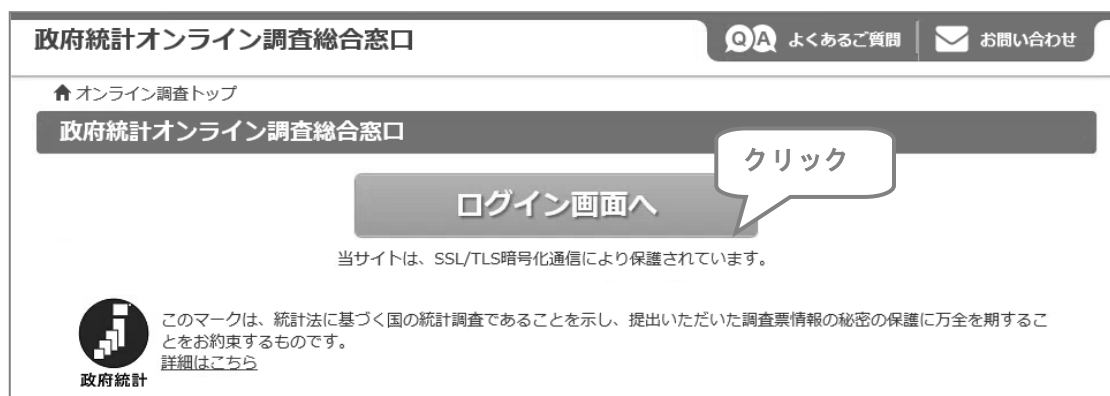 政府統計オンライン調査総合窓口
QA よくあるご質問
お問い合わせ
オンライン調査トップ
政府統計オンライン調査総合窓口
クリック
ログイン画面へ
当サイトは、SSL/TLS暗号化通信により保護されています。
このマークは、統計法に基づく国の統計調査であることを示し、提出いただいた調査票情報の秘密の保護に万全を期するこ
とをお約束するものです。
詳細はこちら
政府統計